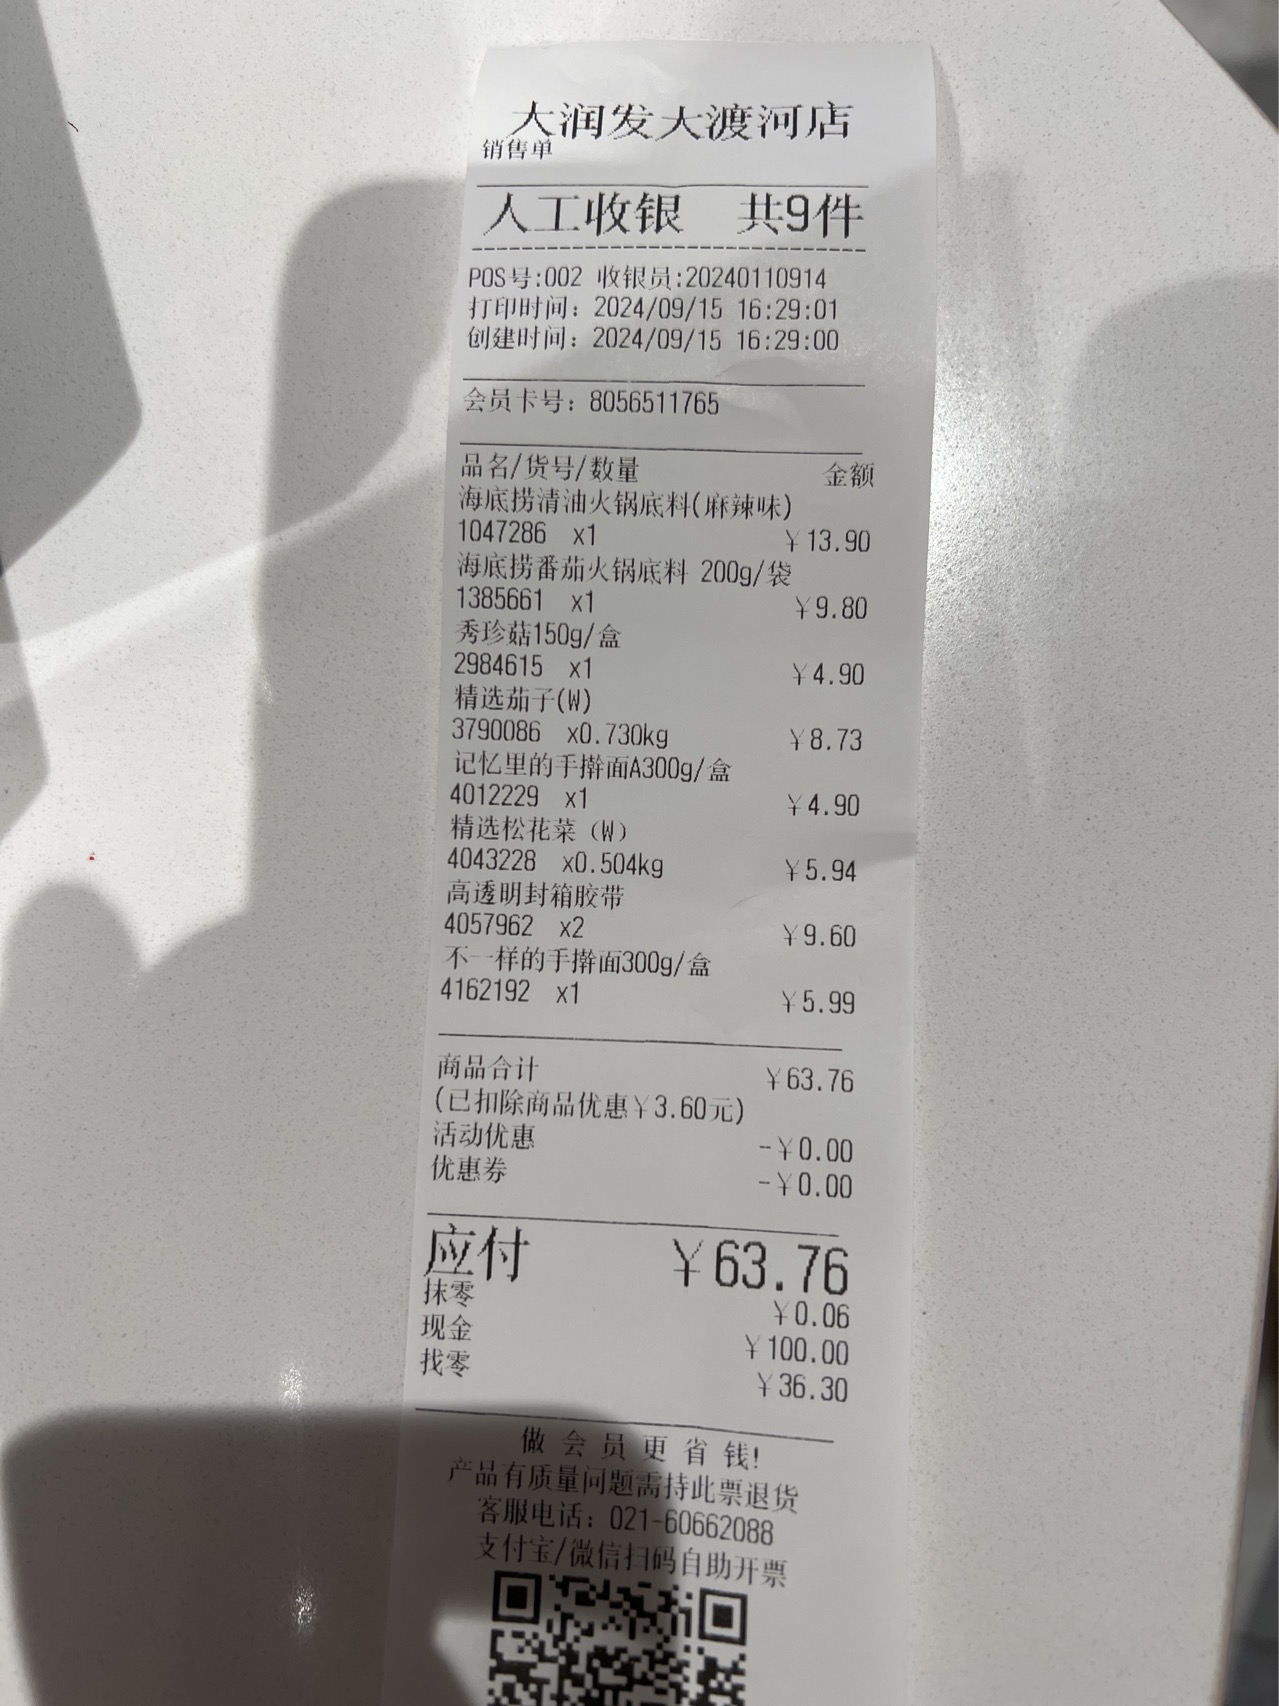 大润发大渡河店
销售单
人工收银 共9件
POS号:002 收银员:20240110914
打印时间：2024/09/15 16:29:01
创建时间：2024/09/15 16:29:00
会员卡号：8056511765
品名/货号/数量 金额
海底捞清油火锅底料(麻辣味)
1047286 x1 ￥13.90
海底捞番茄火锅底料 200g/袋
1385661 x1 ￥9.80
秀珍菇150g/盒
2984615 x1 ￥4.90
精选茄子(W)
3790086 x0.730kg ￥8.73
记忆里的手擀面A300g/盒
4012229 x1 ￥4.90
精选松花菜（W）
4043228 x0.504kg ￥5.94
高透明封箱胶带
4057962 x2 ￥9.60
不一样的手擀面300g/盒
4162192 x1 ￥5.99
商品合计 ￥63.76
(已扣除商品优惠￥3.60元)
活动优惠 -￥0.00
优惠券 -￥0.00
应付 ￥63.76
抹零 ￥0.06
现金 ￥100.00
找零 ￥36.30
做会员更省钱!
产品有质量问题需持此票退货
客服电话：021-60662088
支付宝/微信扫码自助开票